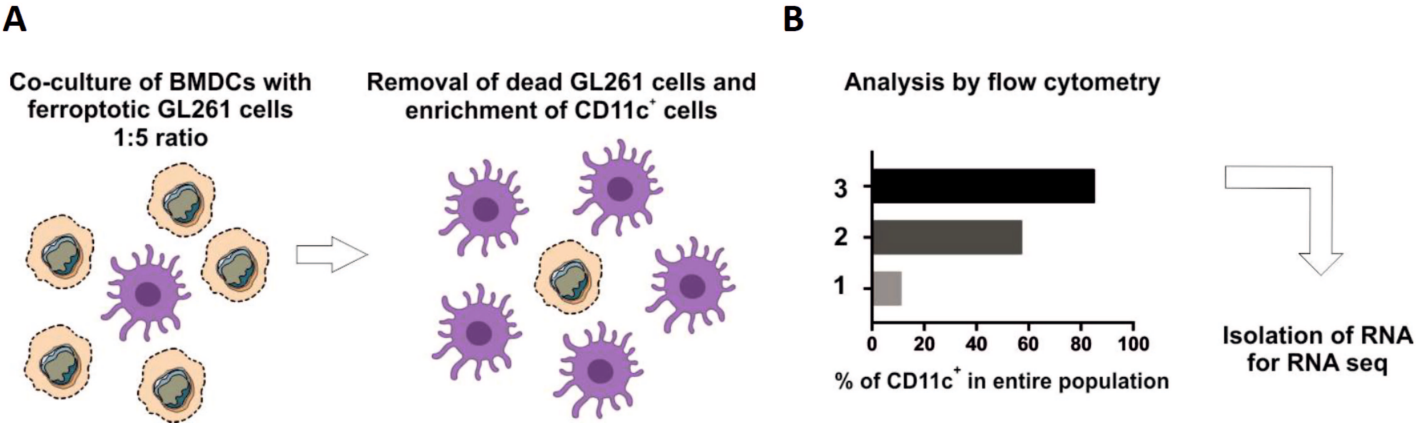 A
Co-culture of BMDCs with
ferroptotic GL261 cells
1:5 ratio
Removal of dead GL261 cells and
enrichment of CD11c⁺ cells
B
Analysis by flow cytometry
3
2
1
0 20 40 60 80 100
% of CD11c⁺ in entire population
Isolation of RNA
for RNA seq